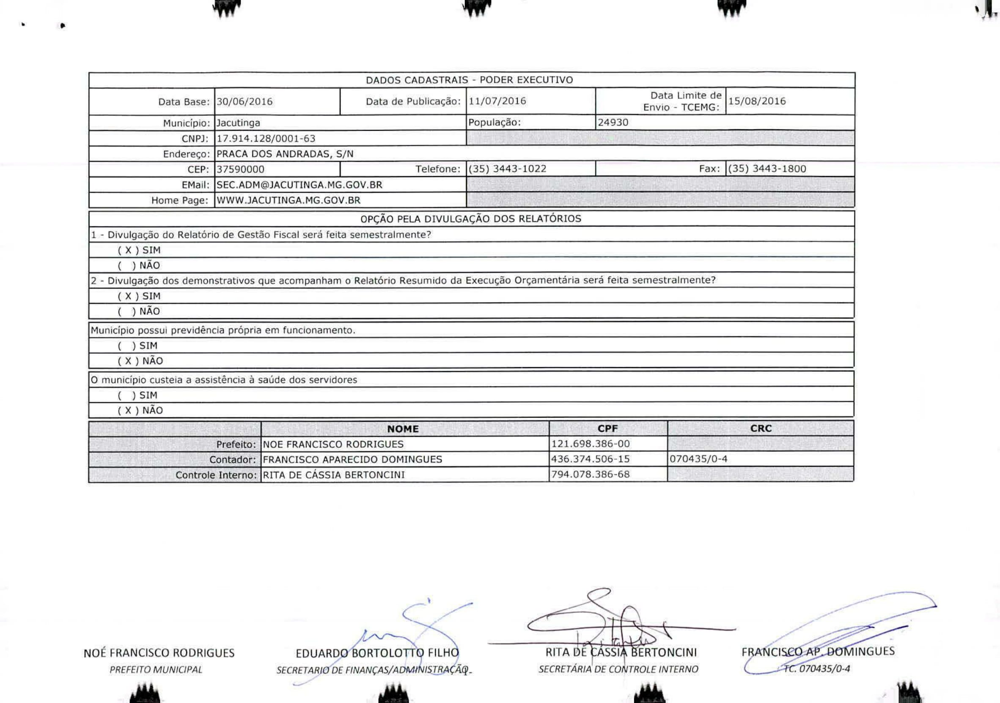 DADOS CADASTRAIS - PODER EXECUTIVO
Data Base: 30/06/2016 Data de Publicação: 11/07/2016 Data Limite de Envio - TCEMG: 15/08/2016
Município: Jacutinga População: 24930
CNPJ: 17.914.128/0001-63
Endereço: PRACA DOS ANDRADAS, S/N
CEP: 37590000 Telefone: (35) 3443-1022 Fax: (35) 3443-1800
EMail: SEC.ADM@JACUTINGA.MG.GOV.BR
Home Page: WWW.JACUTINGA.MG.GOV.BR
OPÇÃO PELA DIVULGAÇÃO DOS RELATÓRIOS
1 - Divulgação do Relatório de Gestão Fiscal será feita semestralmente?
( X ) SIM
( ) NÃO
2 - Divulgação dos demonstrativos que acompanham o Relatório Resumido da Execução Orçamentária será feita semestralmente?
( X ) SIM
( ) NÃO
Município possui previdência própria em funcionamento.
( ) SIM
( X ) NÃO
O município custeia a assistência à saúde dos servidores
( ) SIM
( X ) NÃO
NOME CPF CRC
Prefeito: NOE FRANCISCO RODRIGUES 121.698.386-00
Contador: FRANCISCO APARECIDO DOMINGUES 436.374.506-15 070435/0-4
Controle Interno: RITA DE CÁSSIA BERTONCINI 794.078.386-68
NOÉ FRANCISCO RODRIGUES EDUARDO BORTOLOTTO FILHO RITA DE CÁSSIA BERTONCINI FRANCISCO AP. DOMINGUES
PREFEITO MUNICIPAL SECRETARIO DE FINANÇAS/ADMINISTRAÇÃO SECRETÁRIA DE CONTROLE INTERNO TC. 070435/0-4